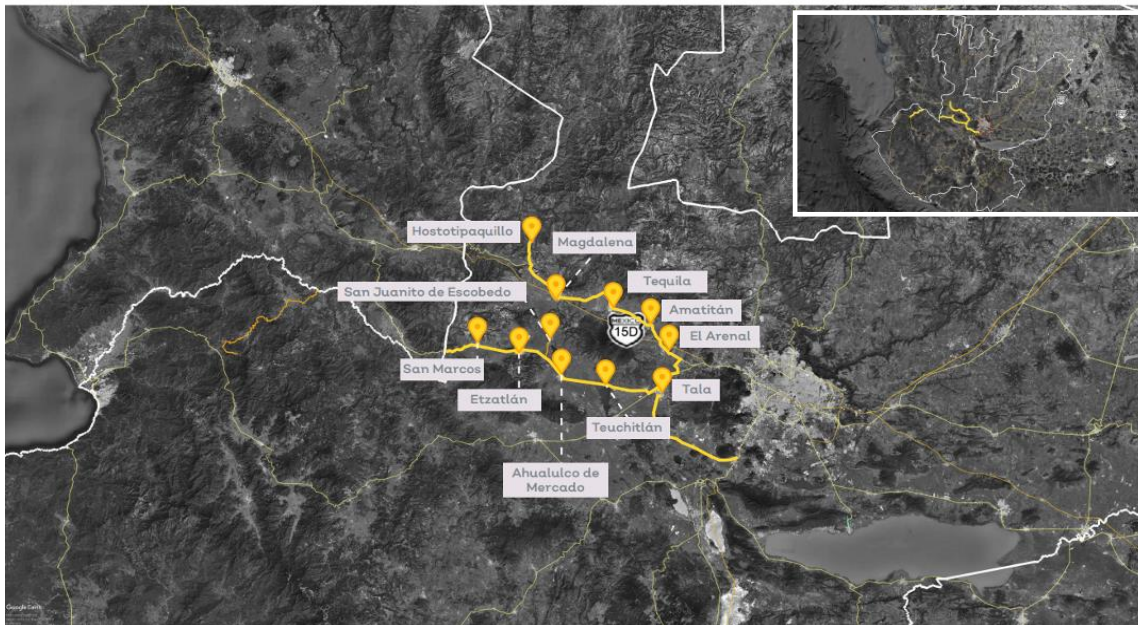 Hostotipaquillo
Magdalena
San Juanito de Escobedo
Tequila
Amatitán
MEXICO
15D
El Arenal
San Marcos
Tala
Etzatlán
Teuchitlán
Ahualulco de
Mercado
Google Earth